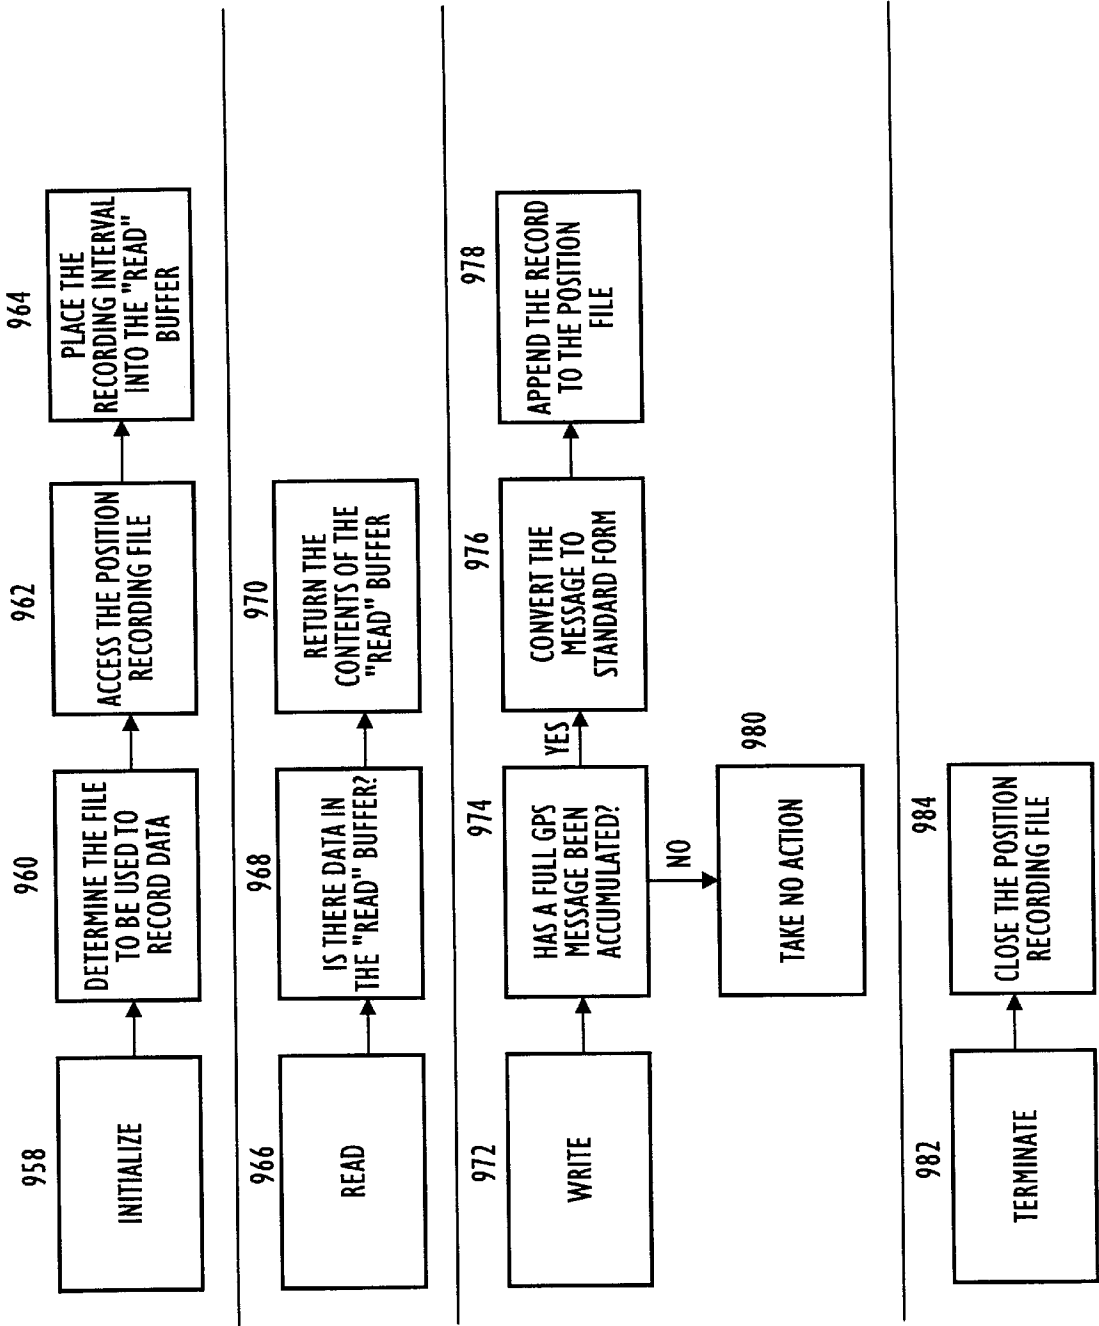 958
INITIALIZE
960
DETERMINE THE FILE
TO BE USED TO
RECORD DATA
962
ACCESS THE POSITION
RECORDING FILE
964
PLACE THE
RECORDING INTERVAL
INTO THE "READ"
BUFFER
966
READ
968
IS THERE DATA IN
THE "READ" BUFFER?
970
RETURN THE
CONTENTS OF THE
"READ" BUFFER
972
WRITE
974
HAS A FULL GPS
MESSAGE BEEN
ACCUMULATED?
YES
976
CONVERT THE
MESSAGE TO
STANDARD FORM
978
APPEND THE RECORD
TO THE POSITION
FILE
NO
980
TAKE NO ACTION
982
TERMINATE
984
CLOSE THE POSITION
RECORDING FILE